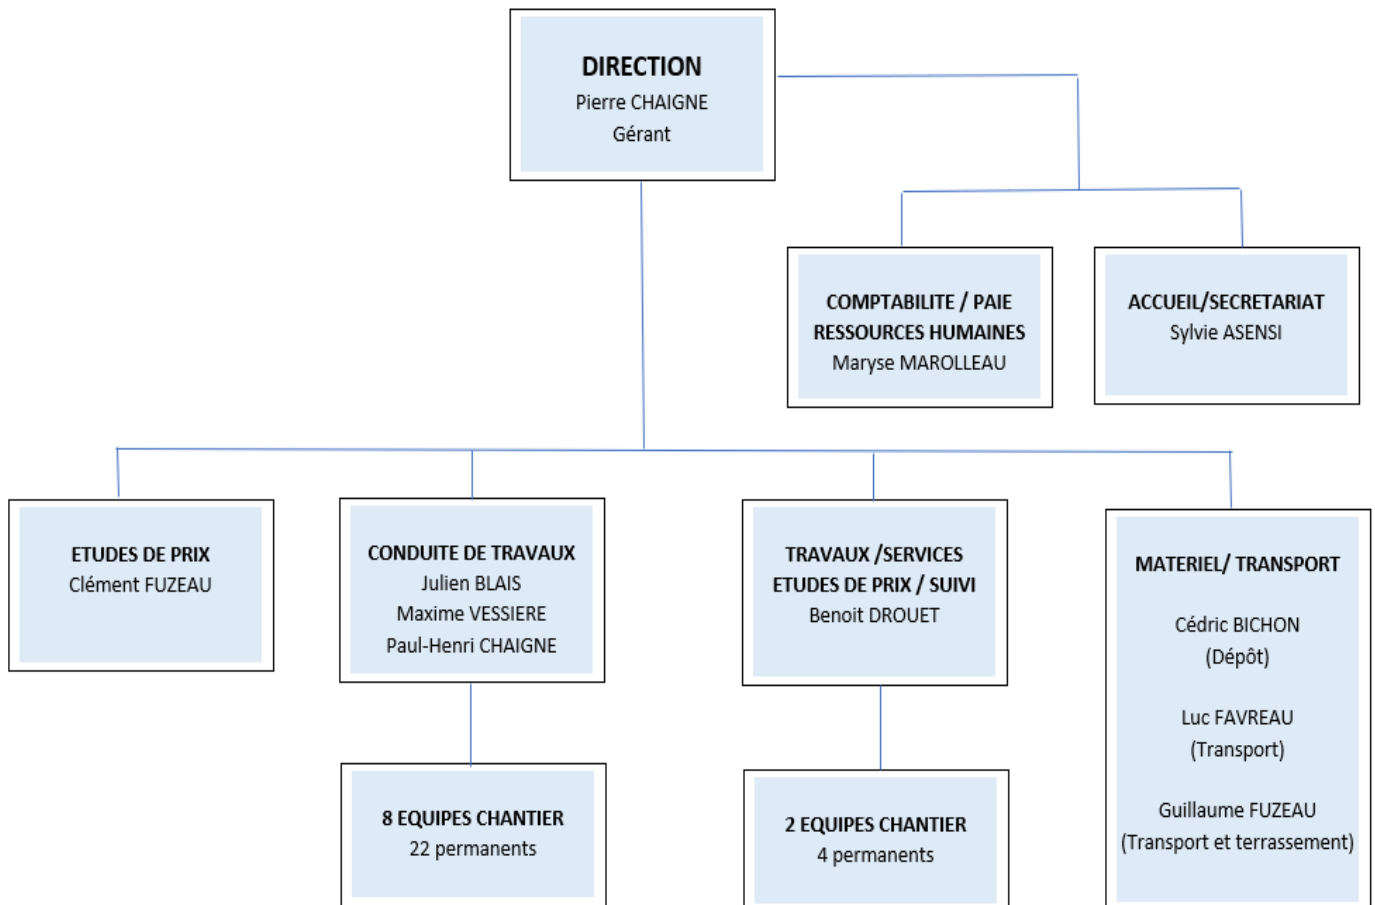 DIRECTION
Pierre CHAIGNE
Gérant
COMPTABILITE / PAIE
RESSOURCES HUMAINES
Maryse MAROLLEAU
ACCUEIL/SECRETARIAT
Sylvie ASENSI
ETUDES DE PRIX
Clément FUZEAU
CONDUITE DE TRAVAUX
Julien BLAIS
Maxime VESSIERE
Paul-Henri CHAIGNE
TRAVAUX /SERVICES
ETUDES DE PRIX / SUIVI
Benoit DROUET
MATERIEL/ TRANSPORT
Cédric BICHON
(Dépôt)
Luc FAVREAU
(Transport)
Guillaume FUZEAU
(Transport et terrassement)
8 EQUIPES CHANTIER
22 permanents
2 EQUIPES CHANTIER
4 permanents